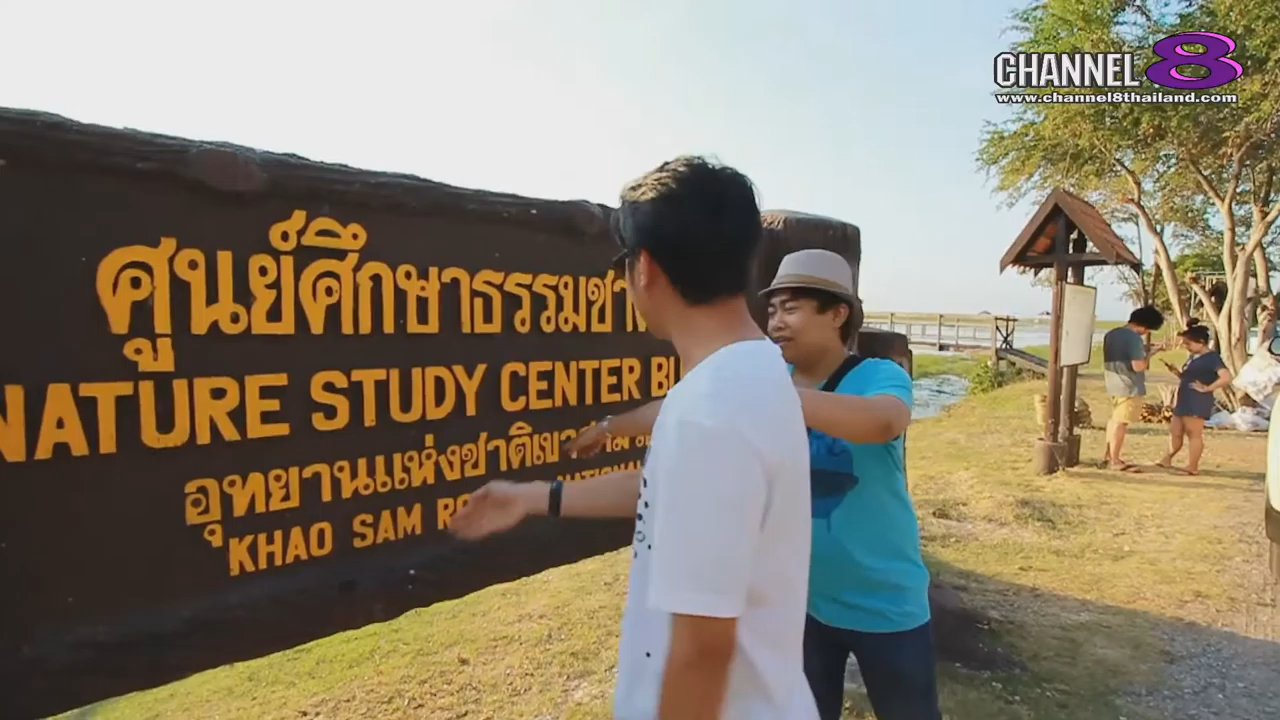 CHANNEL 8
www.channel8thailand.com
ศูนย์ศึกษาธรรมชา
NATURE STUDY CENTER
อุทยานแห่งชาติเขา
KHAO SAM